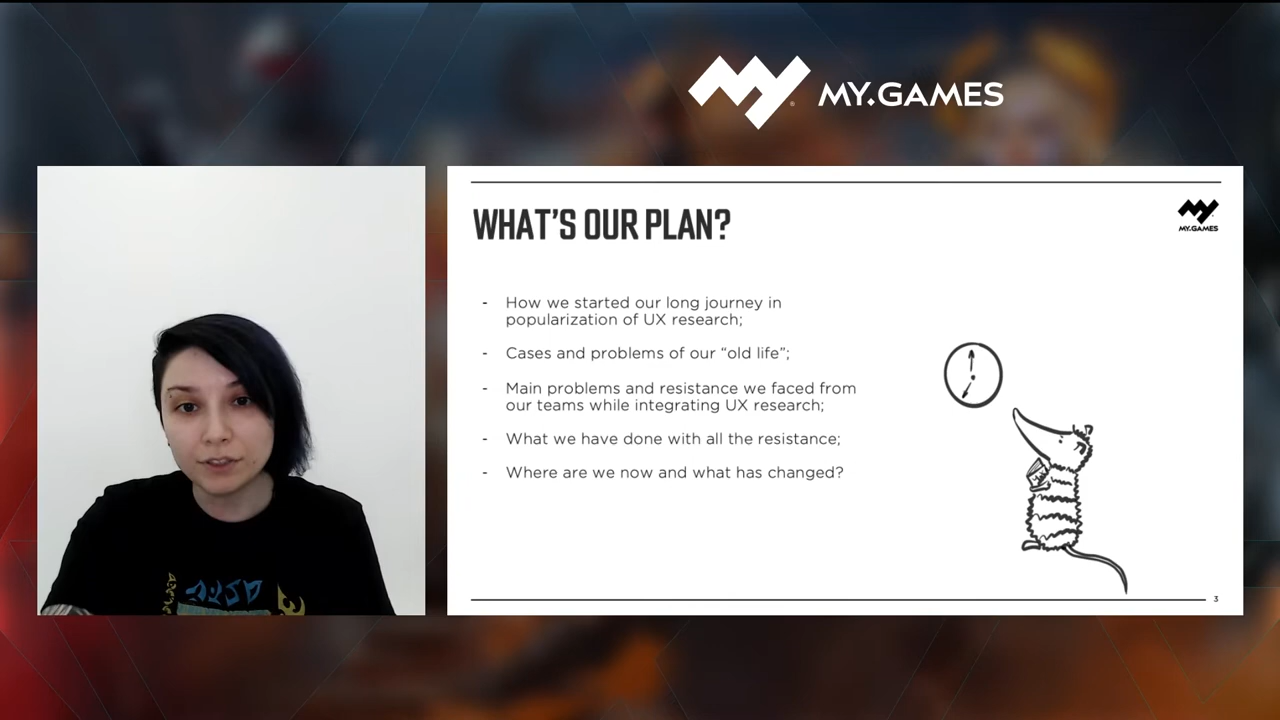 MY.GAMES
WHAT'S OUR PLAN?
MY.GAMES
- How we started our long journey in
popularization of UX research;
- Cases and problems of our “old life”;
- Main problems and resistance we faced from
our teams while integrating UX research;
- What we have done with all the resistance;
- Where are we now and what has changed?
3